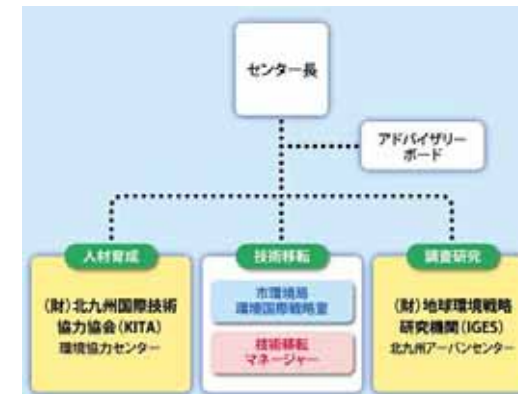 センター長
アドバイザリー
ボード
人材育成
(財)北九州国際技術
協力協会(KITA)
環境協力センター
技術移転
市環境局
環境国際戦略室
技術移転
マネージャー
調査研究
(財)地球環境戦略
研究機関(IGES)
北九州アーバンセンター